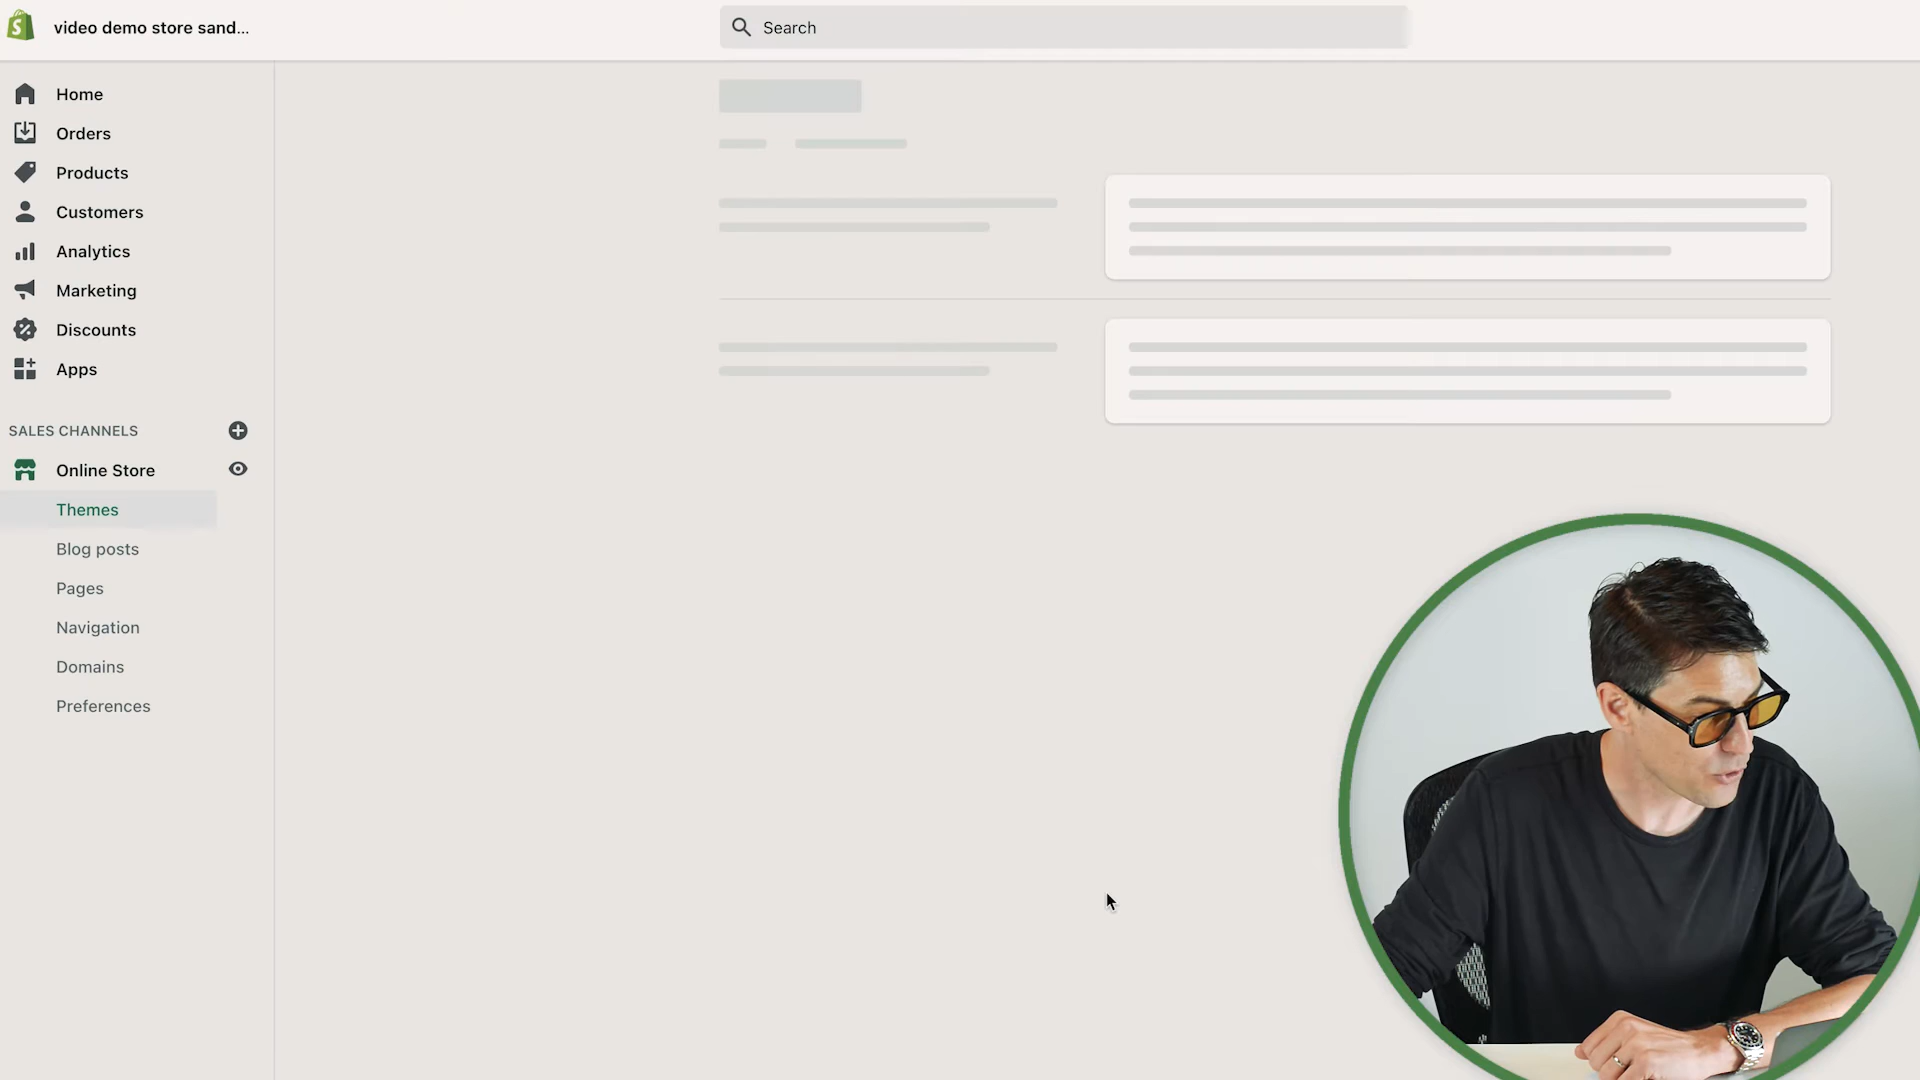 video demo store sand...
Search
Home
Orders
Products
Customers
Analytics
Marketing
Discounts
Apps
SALES CHANNELS
Online Store
Themes
Blog posts
Pages
Navigation
Domains
Preferences